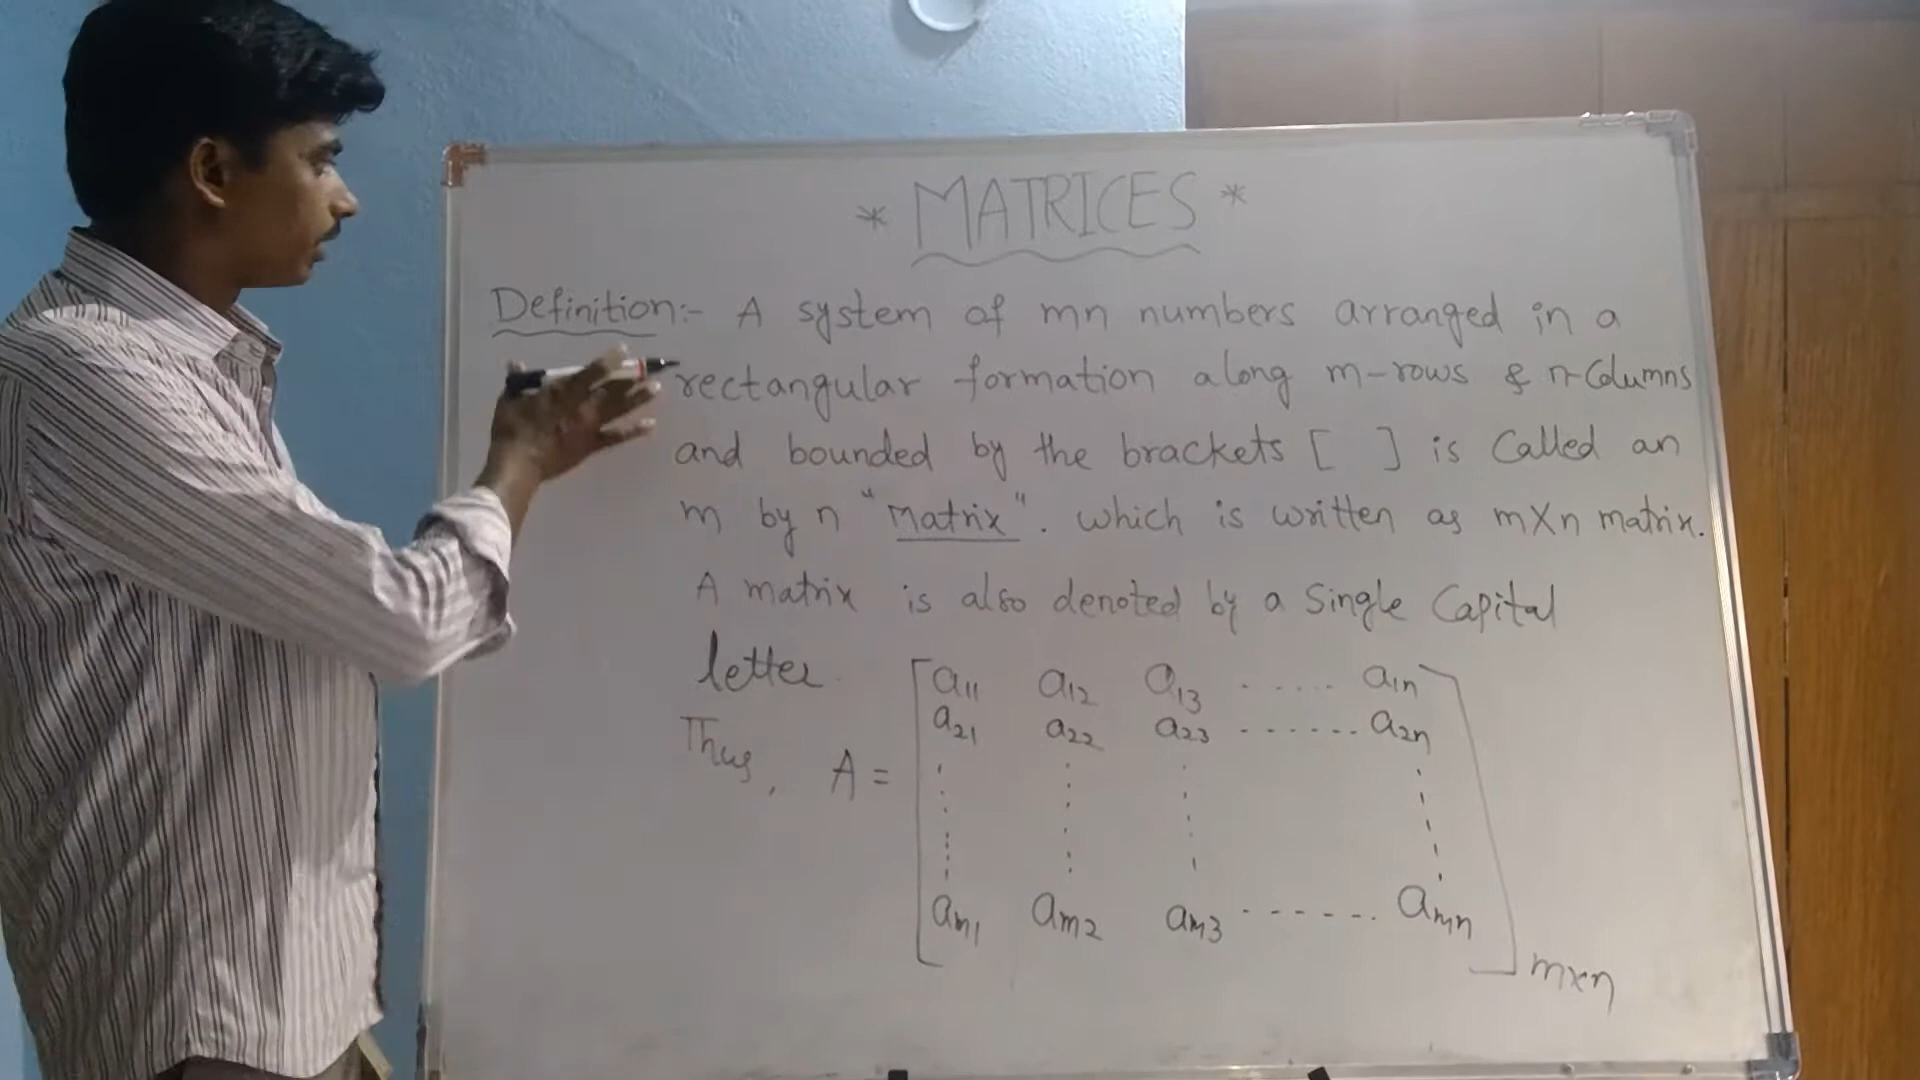 * MATRICES *
Definition:- A system of mn numbers arranged in a
rectangular formation along m-rows & n-Columns
and bounded by the brackets [ ] is Called an
m by n "Matrix". which is written as mXn matrix.
A matrix is also denoted by a Single Capital
letter.
Thus, A = [ a11 a12 a13 ..... a1n
a21 a22 a23 ....... a2n
am1 am2 am3 ------. amn ] mxn